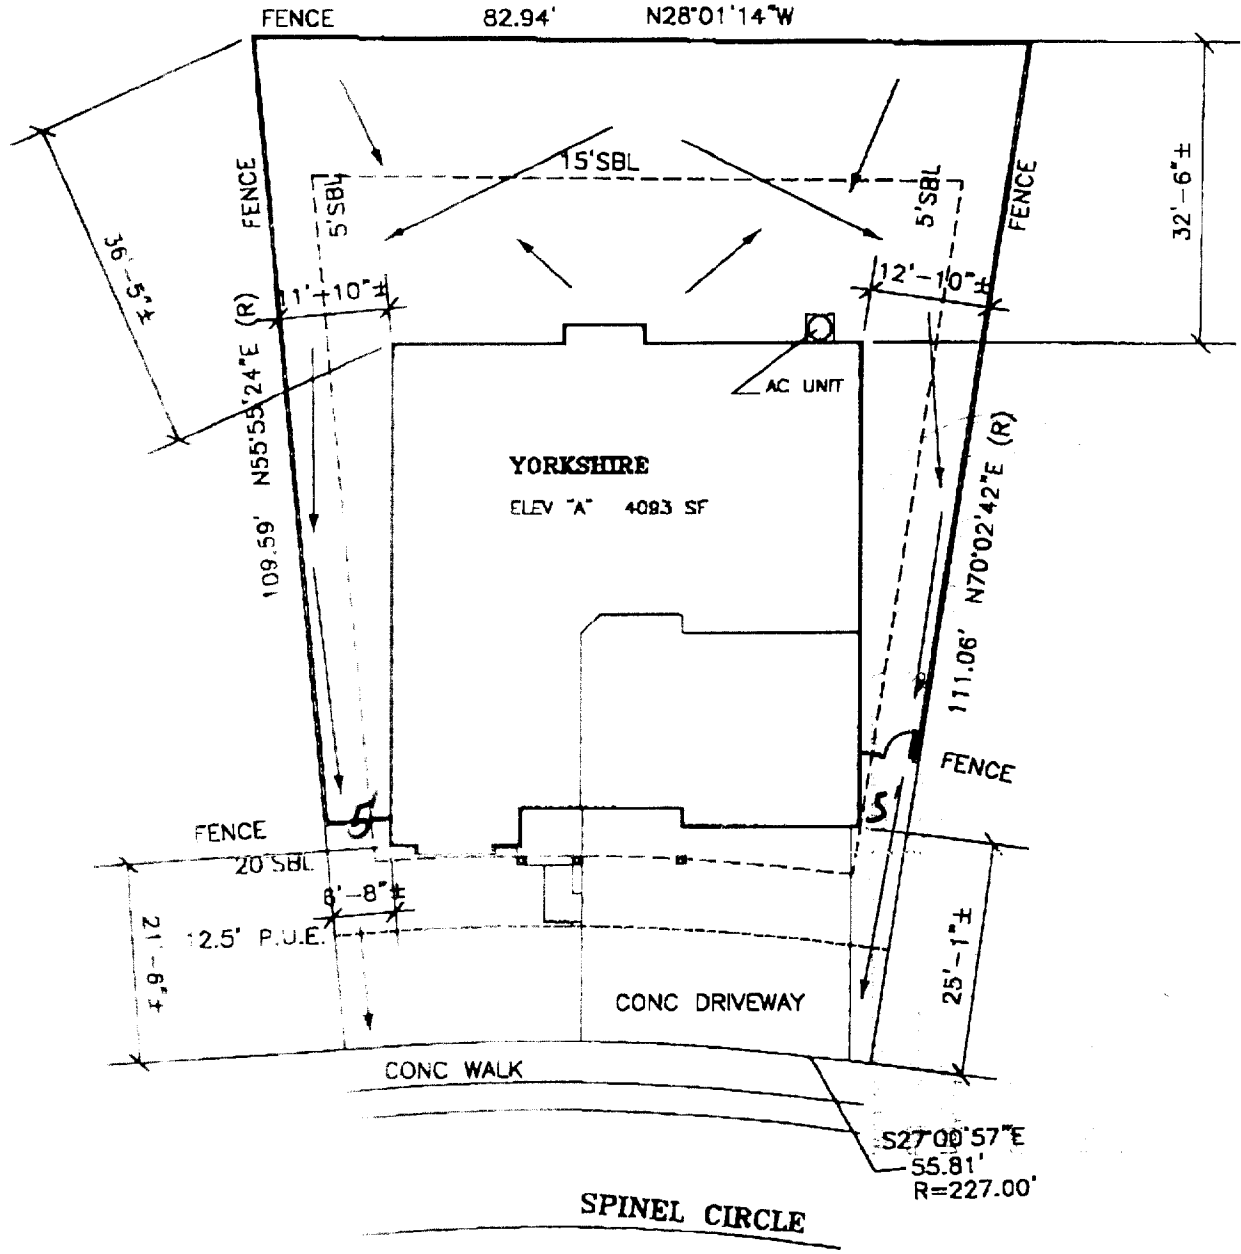 FENCE 82.94' N28°01'14"W
15'SBL
FENCE
5'SBL
5'SBL
FENCE
32'-6"±
36'-5"±
11'-10"±
12'-10"±
AC UNIT
109.59' N55°55'24"E (R)
YORKSHIRE
ELEV "A" 4093 SF
111.06' N70°02'42"E (R)
FENCE
5'
5'
FENCE
20'SBL
6'-8"±
12.5' P.U.E.
21'-6"±
25'-1"±
CONC DRIVEWAY
CONC WALK
S27°00'57"E
55.81'
R=227.00'
SPINEL CIRCLE